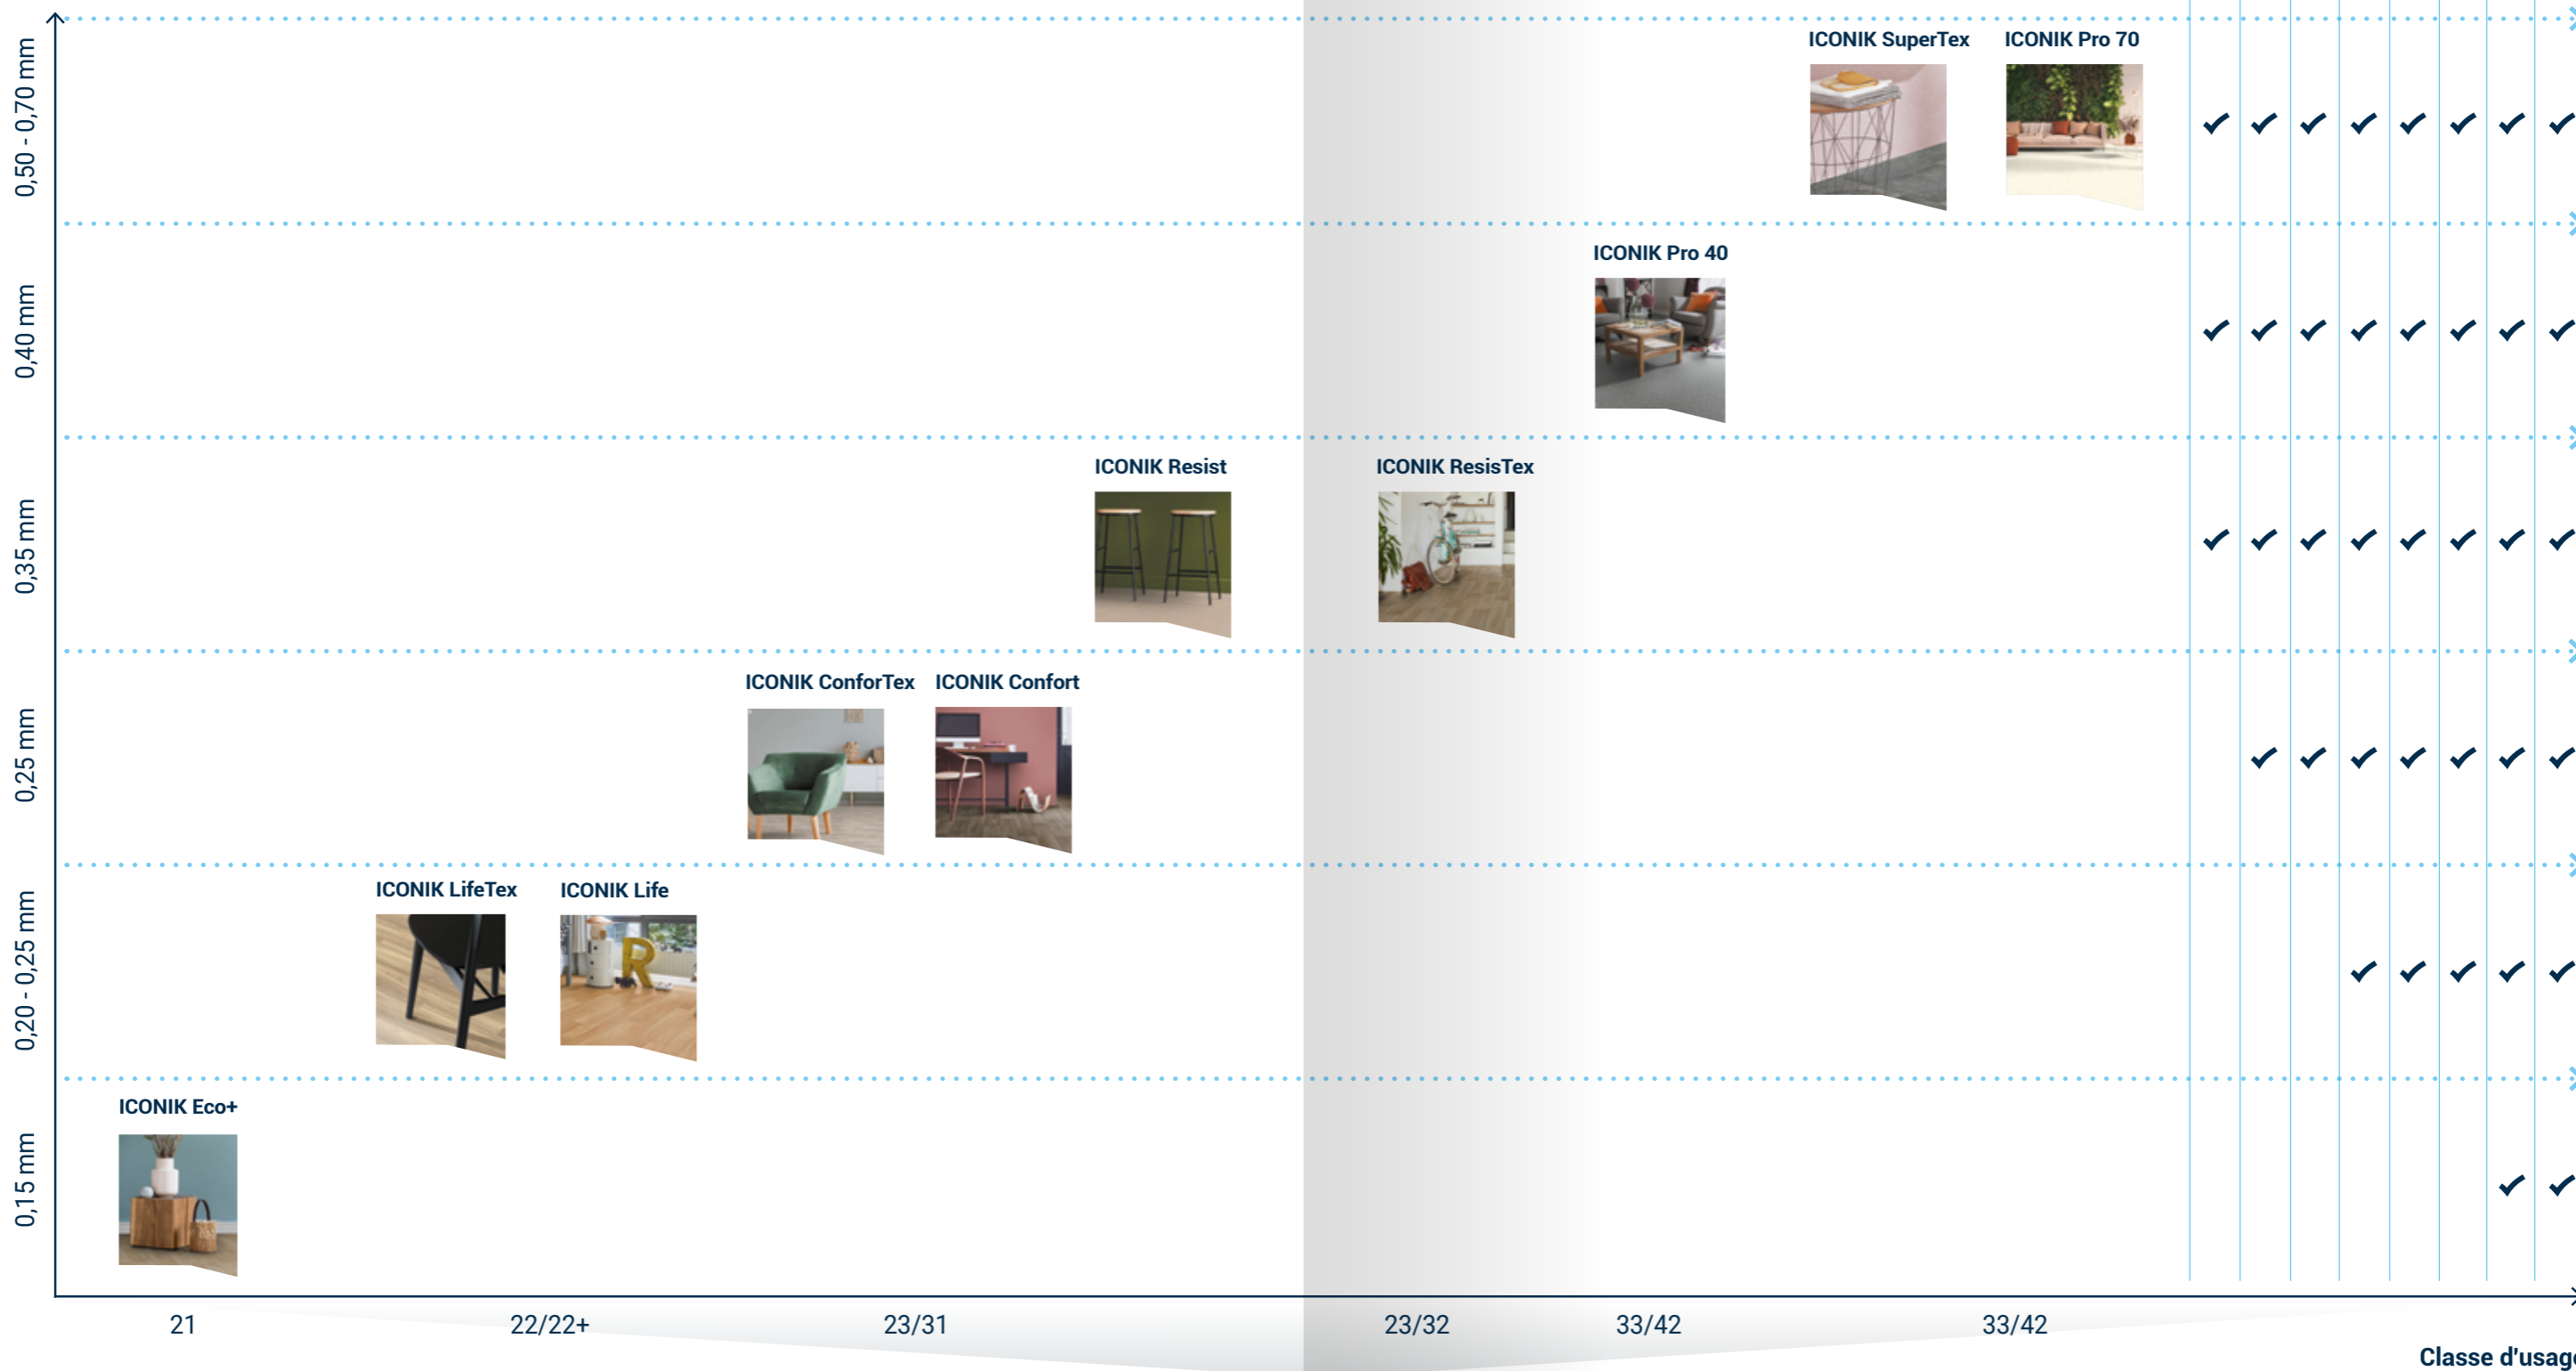 0,50 - 0,70 mm
ICONIK SuperTex
ICONIK Pro 70
0,40 mm
ICONIK Pro 40
0,35 mm
ICONIK Resist
ICONIK ResisTex
0,25 mm
ICONIK ConforTex
ICONIK Confort
0,20 - 0,25 mm
ICONIK LifeTex
ICONIK Life
R
0,15 mm
ICONIK Eco+
21
22/22+
23/31
23/32
33/42
33/42
Classe d'usage